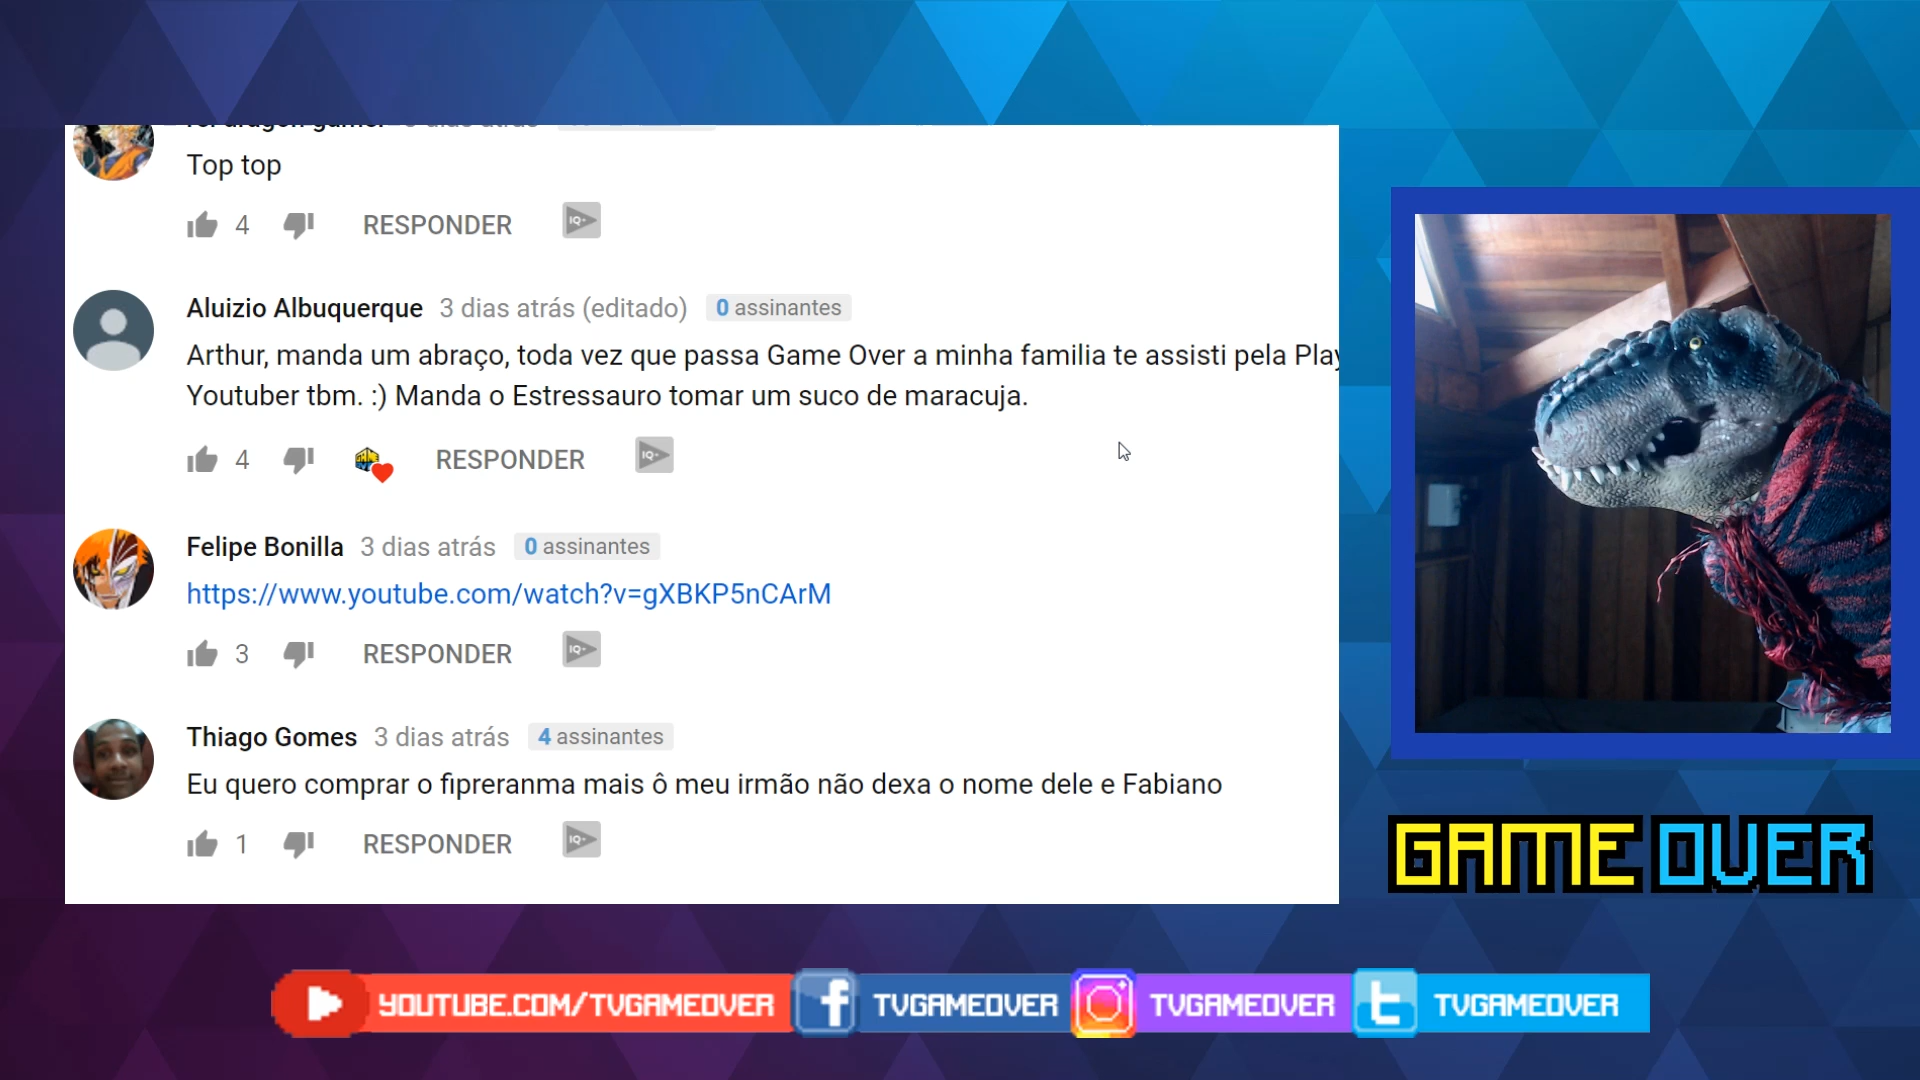 Top top
4 RESPONDER IQ+
Aluizio Albuquerque 3 dias atrás (editado) 0 assinantes
Arthur, manda um abraço, toda vez que passa Game Over a minha familia te assisti pela Play
Youtuber tbm. :) Manda o Estressauro tomar um suco de maracuja.
4 RESPONDER IQ+
Felipe Bonilla 3 dias atrás 0 assinantes
https://www.youtube.com/watch?v=gXBKP5nCArM
3 RESPONDER IQ+
Thiago Gomes 3 dias atrás 4 assinantes
Eu quero comprar o fipreranma mais ô meu irmão não dexa o nome dele e Fabiano
1 RESPONDER IQ+
GAME OVER
YOUTUBE.COM/TVGAMEOVER f TVGAMEOVER TVGAMEOVER t TVGAMEOVER